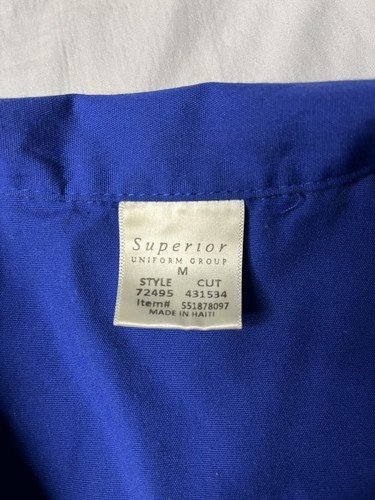 Superior
UNIFORM GROUP
M
STYLE CUT
72495 431534
Item# 551878097
MADE IN HAITI